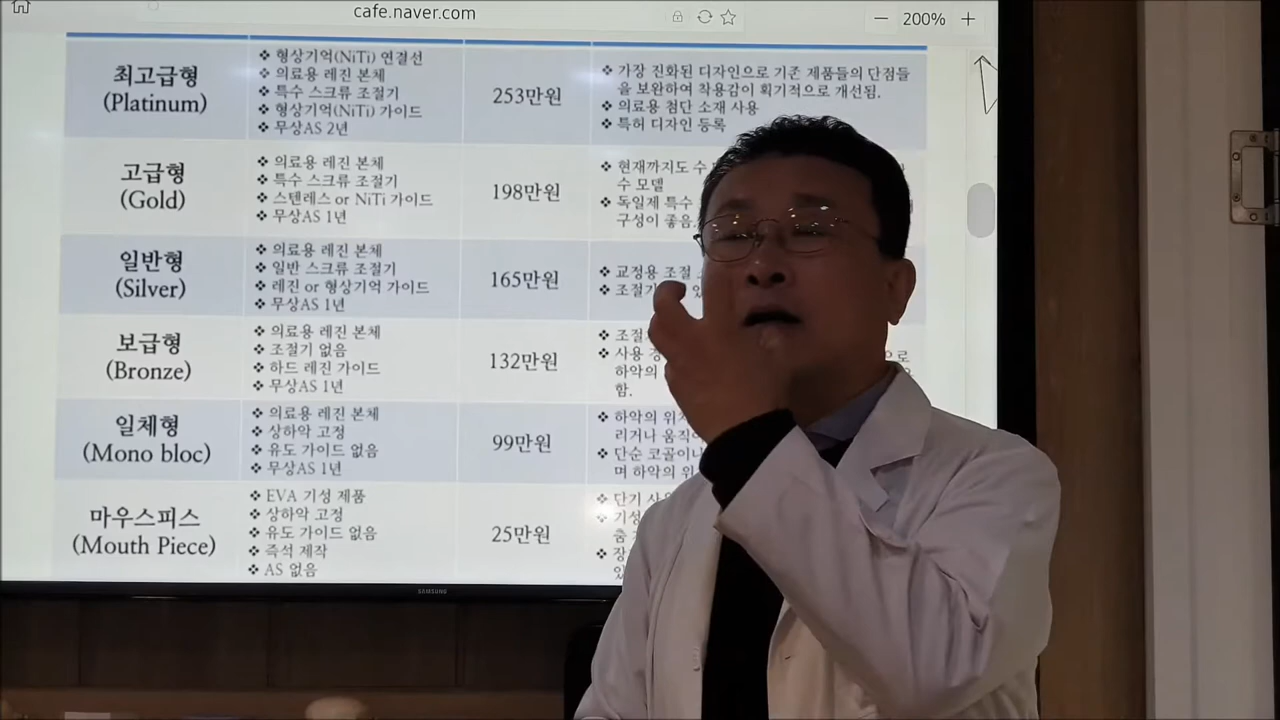 cafe.naver.com
200%
최고급형
(Platinum)
❖ 형상기억(NiTi) 연결선
❖ 의료용 레진 본체
❖ 특수 스크류 조절기
❖ 형상기억(NiTi) 가이드
❖ 무상AS 2년
253만원
❖ 가장 진화된 디자인으로 기존 제품들의 단점들
을 보완하여 착용감이 획기적으로 개선됨.
❖ 의료용 첨단 소재 사용
❖ 특허 디자인 등록
고급형
(Gold)
❖ 의료용 레진 본체
❖ 특수 스크류 조절기
❖ 스텐레스 or NiTi 가이드
❖ 무상AS 1년
198만원
❖ 현재까지도 수
수 모델
❖ 독일제 특수
구성이 좋음.
일반형
(Silver)
❖ 의료용 레진 본체
❖ 일반 스크류 조절기
❖ 레진 or 형상기억 가이드
❖ 무상AS 1년
165만원
❖ 교정용 조절
❖ 조절기
보급형
(Bronze)
❖ 의료용 레진 본체
❖ 조절기 없음
❖ 하드 레진 가이드
❖ 무상AS 1년
132만원
❖ 조절
❖ 사용 으로
하악의
함.
일체형
(Mono bloc)
❖ 의료용 레진 본체
❖ 상하악 고정
❖ 유도 가이드 없음
❖ 무상AS 1년
99만원
❖ 하악의 위치
리거나 움직이
❖ 단순 코골이나
며 하악의 위
마우스피스
(Mouth Piece)
❖ EVA 기성 제품
❖ 상하악 고정
❖ 유도 가이드 없음
❖ 즉석 제작
❖ AS 없음
25만원
❖ 단기 사용
❖ 기성
춤
❖ 장
SAMSUNG